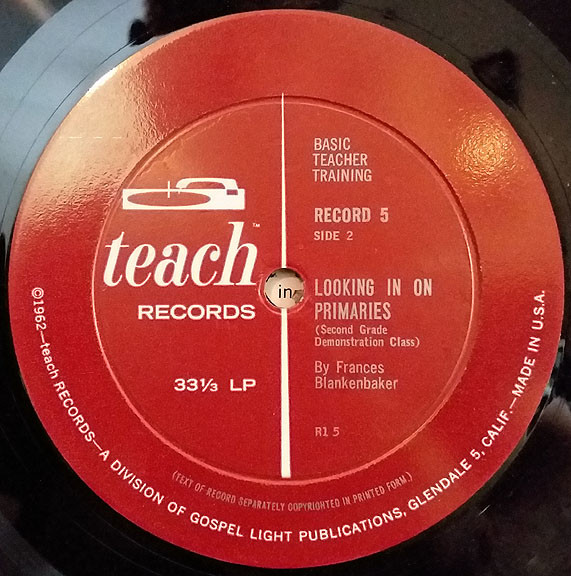 teach™
RECORDS
33⅓ LP
BASIC
TEACHER
TRAINING
RECORD 5
SIDE 2
in
LOOKING IN ON
PRIMARIES
(Second Grade
Demonstration Class)
By Frances
Blankenbaker
R1 5
(TEXT OF RECORD SEPARATELY COPYRIGHTED IN PRINTED FORM.)
©1962—teach RECORDS—A DIVISION OF GOSPEL LIGHT PUBLICATIONS, GLENDALE 5, CALIF.—MADE IN U.S.A.